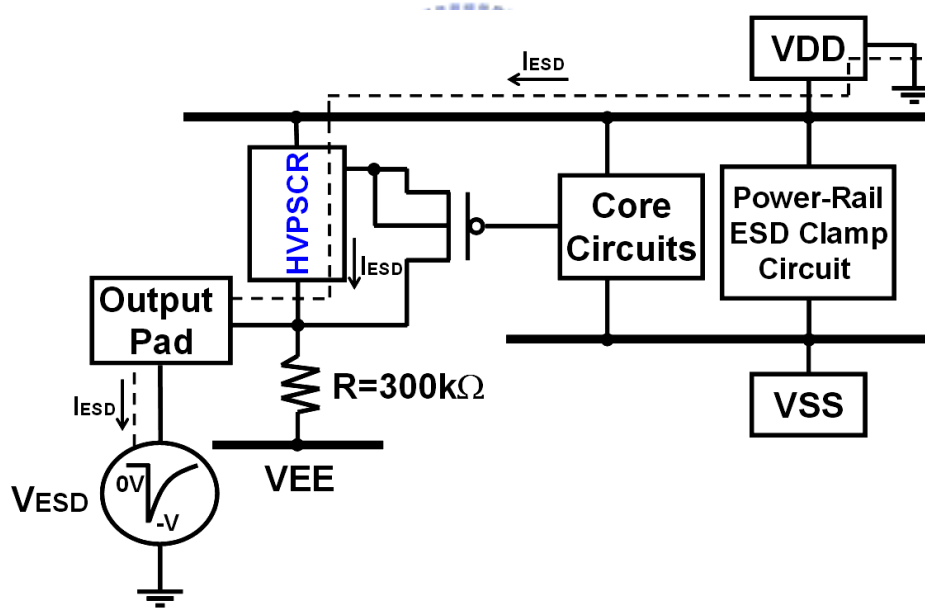 IESD
VDD
HVPSCR
IESD
Core
Circuits
Power-Rail
ESD Clamp
Circuit
Output
Pad
R=300kΩ
VSS
IESD
VEE
VESD
0V
-V